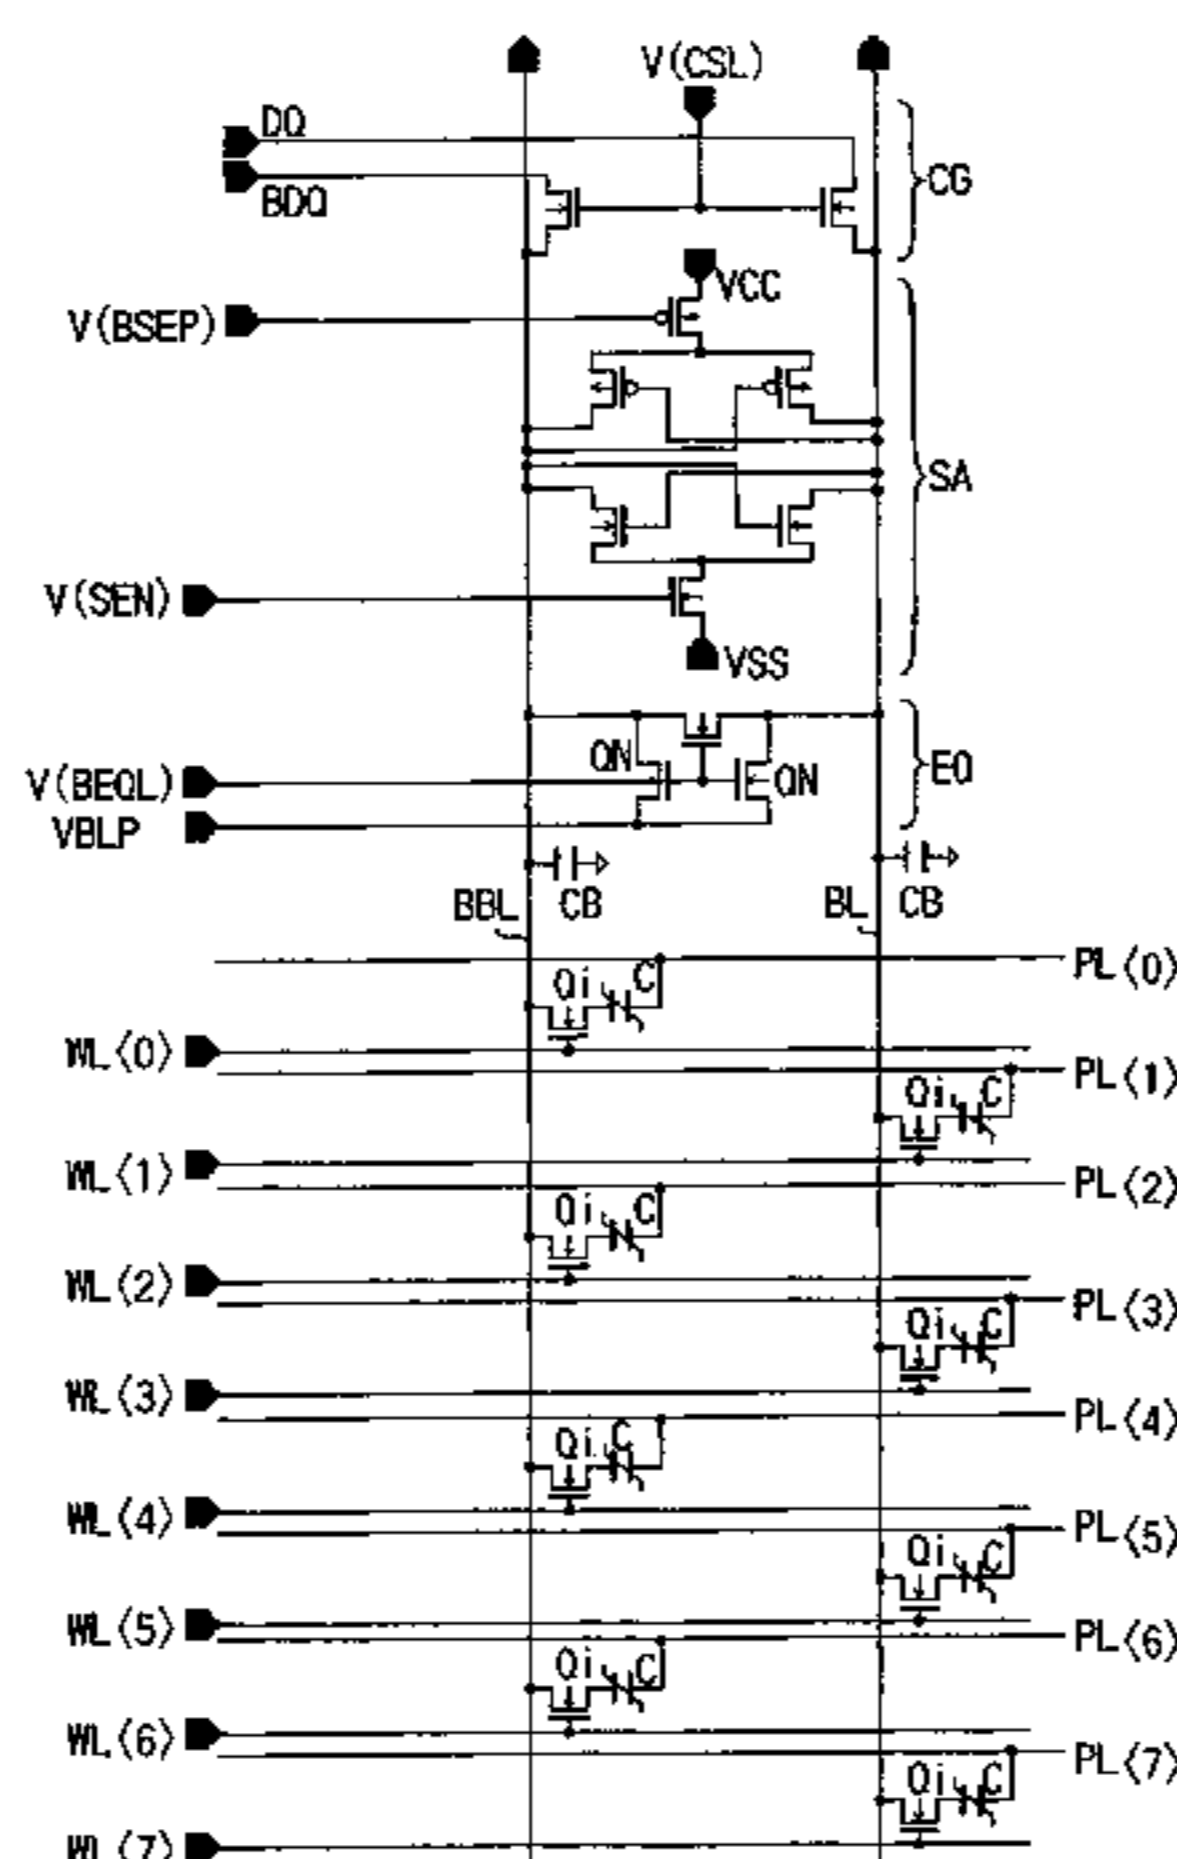 V(CSL)
DQ
BDQ
CG
VCC
V(BSEP)
SA
V(SEN)
VSS
QN
QN
EQ
V(BEQL)
VBLP
BBL
CB
BL
CB
PL⟨0⟩
Qi
C
WL⟨0⟩
PL⟨1⟩
Qi
C
WL⟨1⟩
PL⟨2⟩
Qi
C
WL⟨2⟩
PL⟨3⟩
Qi
C
WL⟨3⟩
PL⟨4⟩
Qi
C
WL⟨4⟩
PL⟨5⟩
Qi
C
WL⟨5⟩
PL⟨6⟩
Qi
C
WL⟨6⟩
PL⟨7⟩
Qi
C
WL⟨7⟩